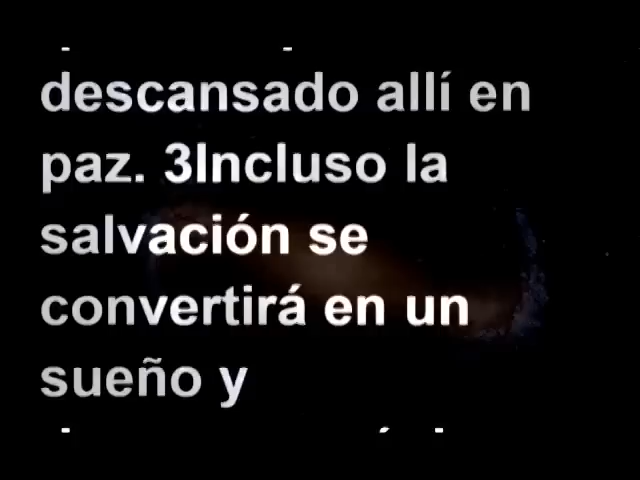 descansado allí en
paz. 3Incluso la
salvación se
convertirá en un
sueño y